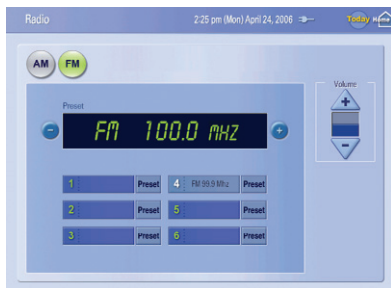 Radio 2:25 pm (Mon) April 24, 2006 Today Home
AM FM
Volume
Preset
FM 100.0 MHZ
1 Preset 4 FM 99.9 Mhz Preset
2 Preset 5 Preset
3 Preset 6 Preset